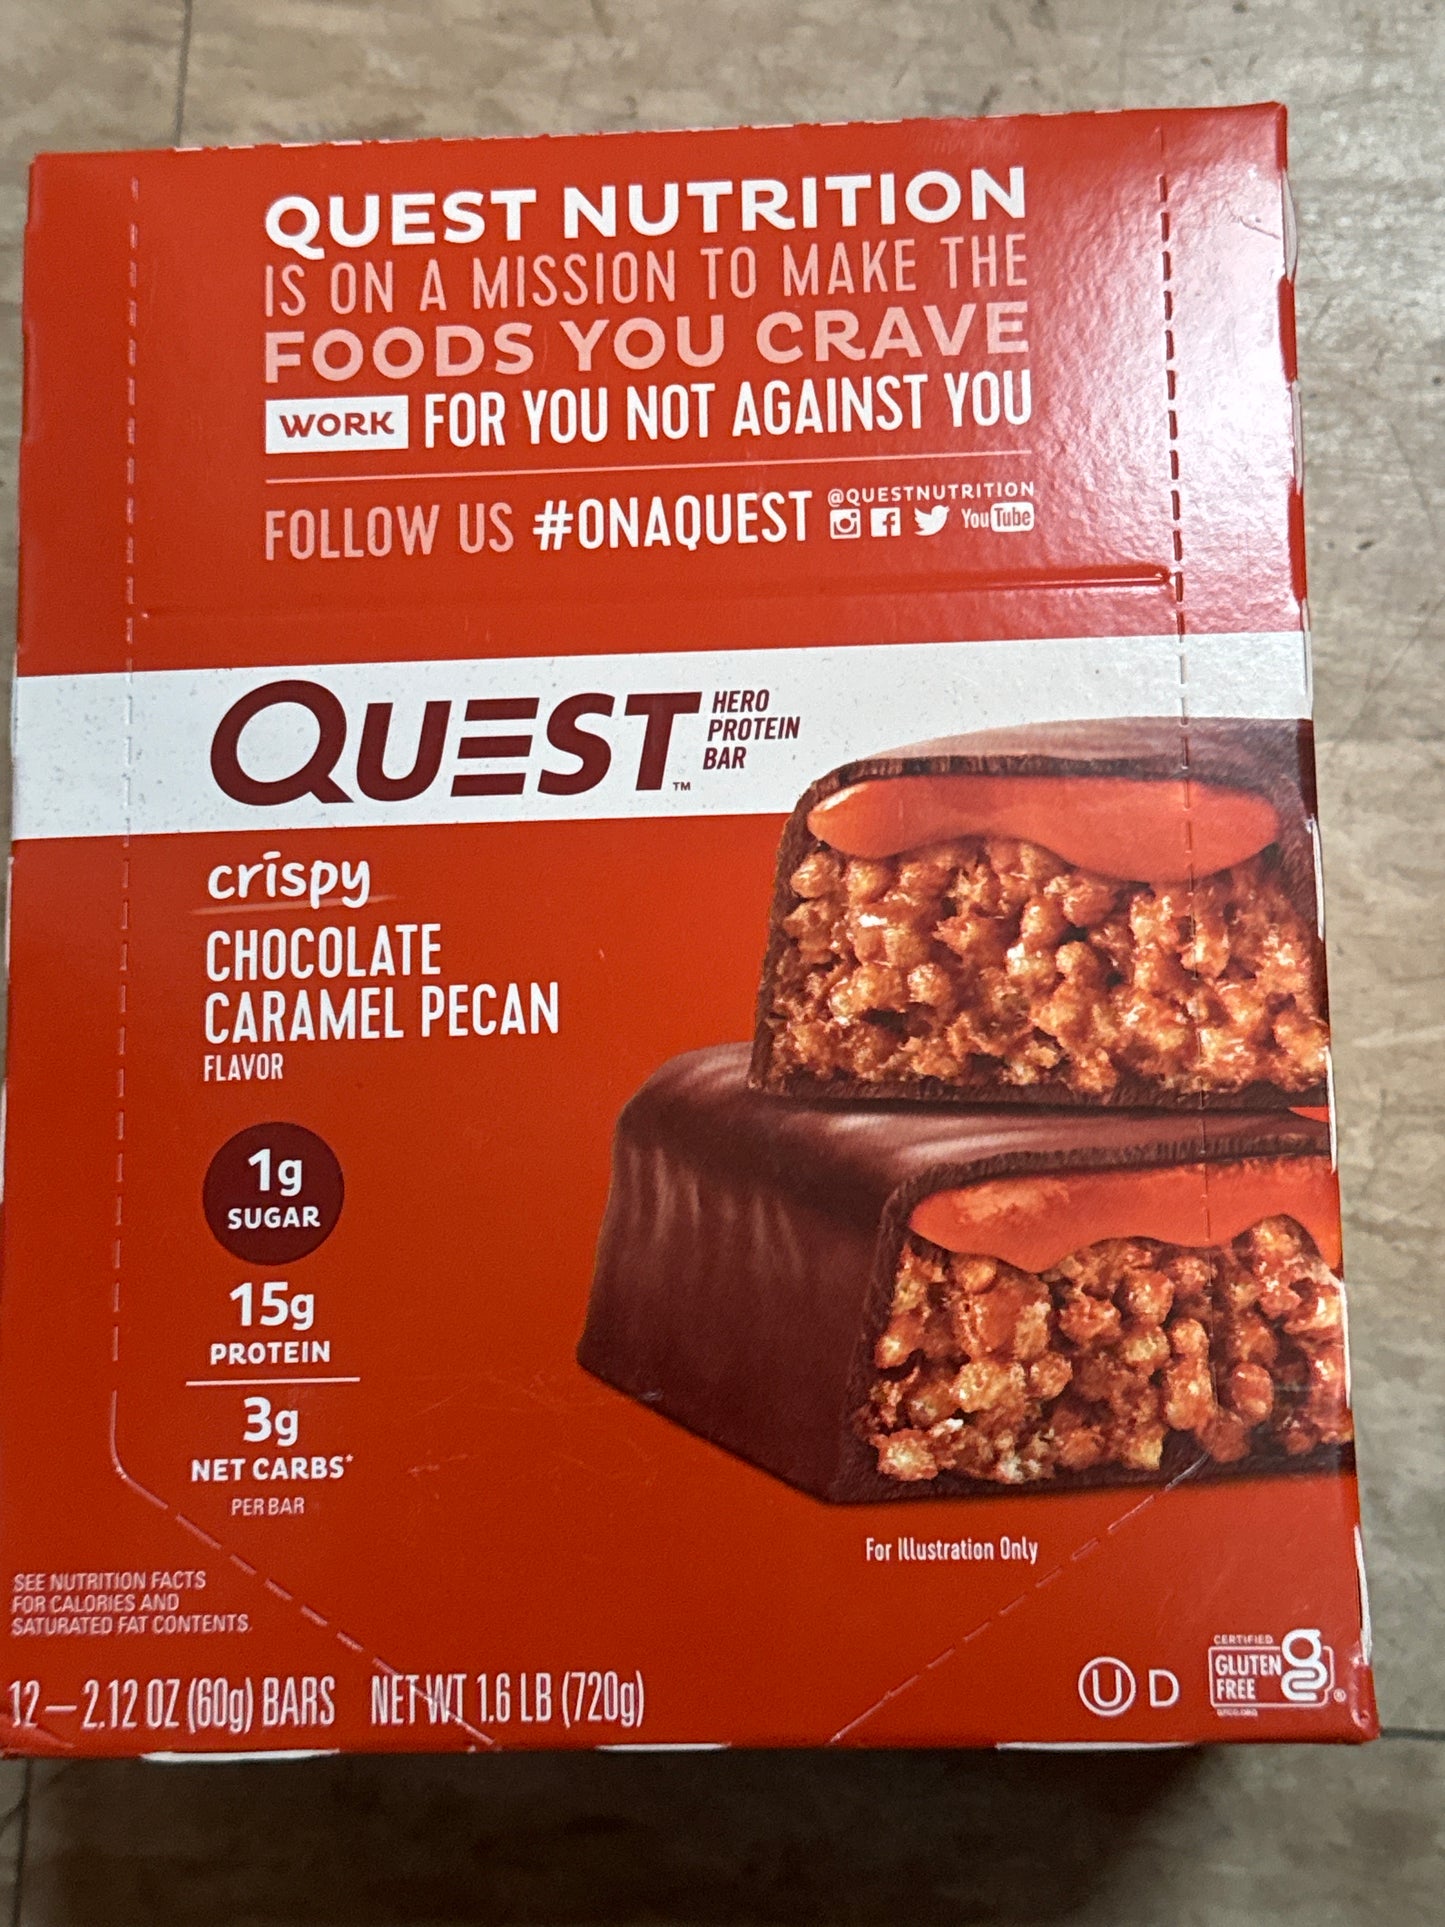 QUEST NUTRITION
IS ON A MISSION TO MAKE THE
FOODS YOU CRAVE
WORK FOR YOU NOT AGAINST YOU
FOLLOW US #ONAQUEST @QUESTNUTRITION
YouTube
QUEST™ HERO
PROTEIN
BAR
crispy
CHOCOLATE
CARAMEL PECAN
FLAVOR
1g
SUGAR
15g
PROTEIN
3g
NET CARBS*
PER BAR
For Illustration Only
SEE NUTRITION FACTS
FOR CALORIES AND
SATURATED FAT CONTENTS.
12 – 2.12 OZ (60g) BARS NET WT 1.6 LB (720g)
U D
CERTIFIED
GLUTEN
FREE
g ®
GFCO.ORG